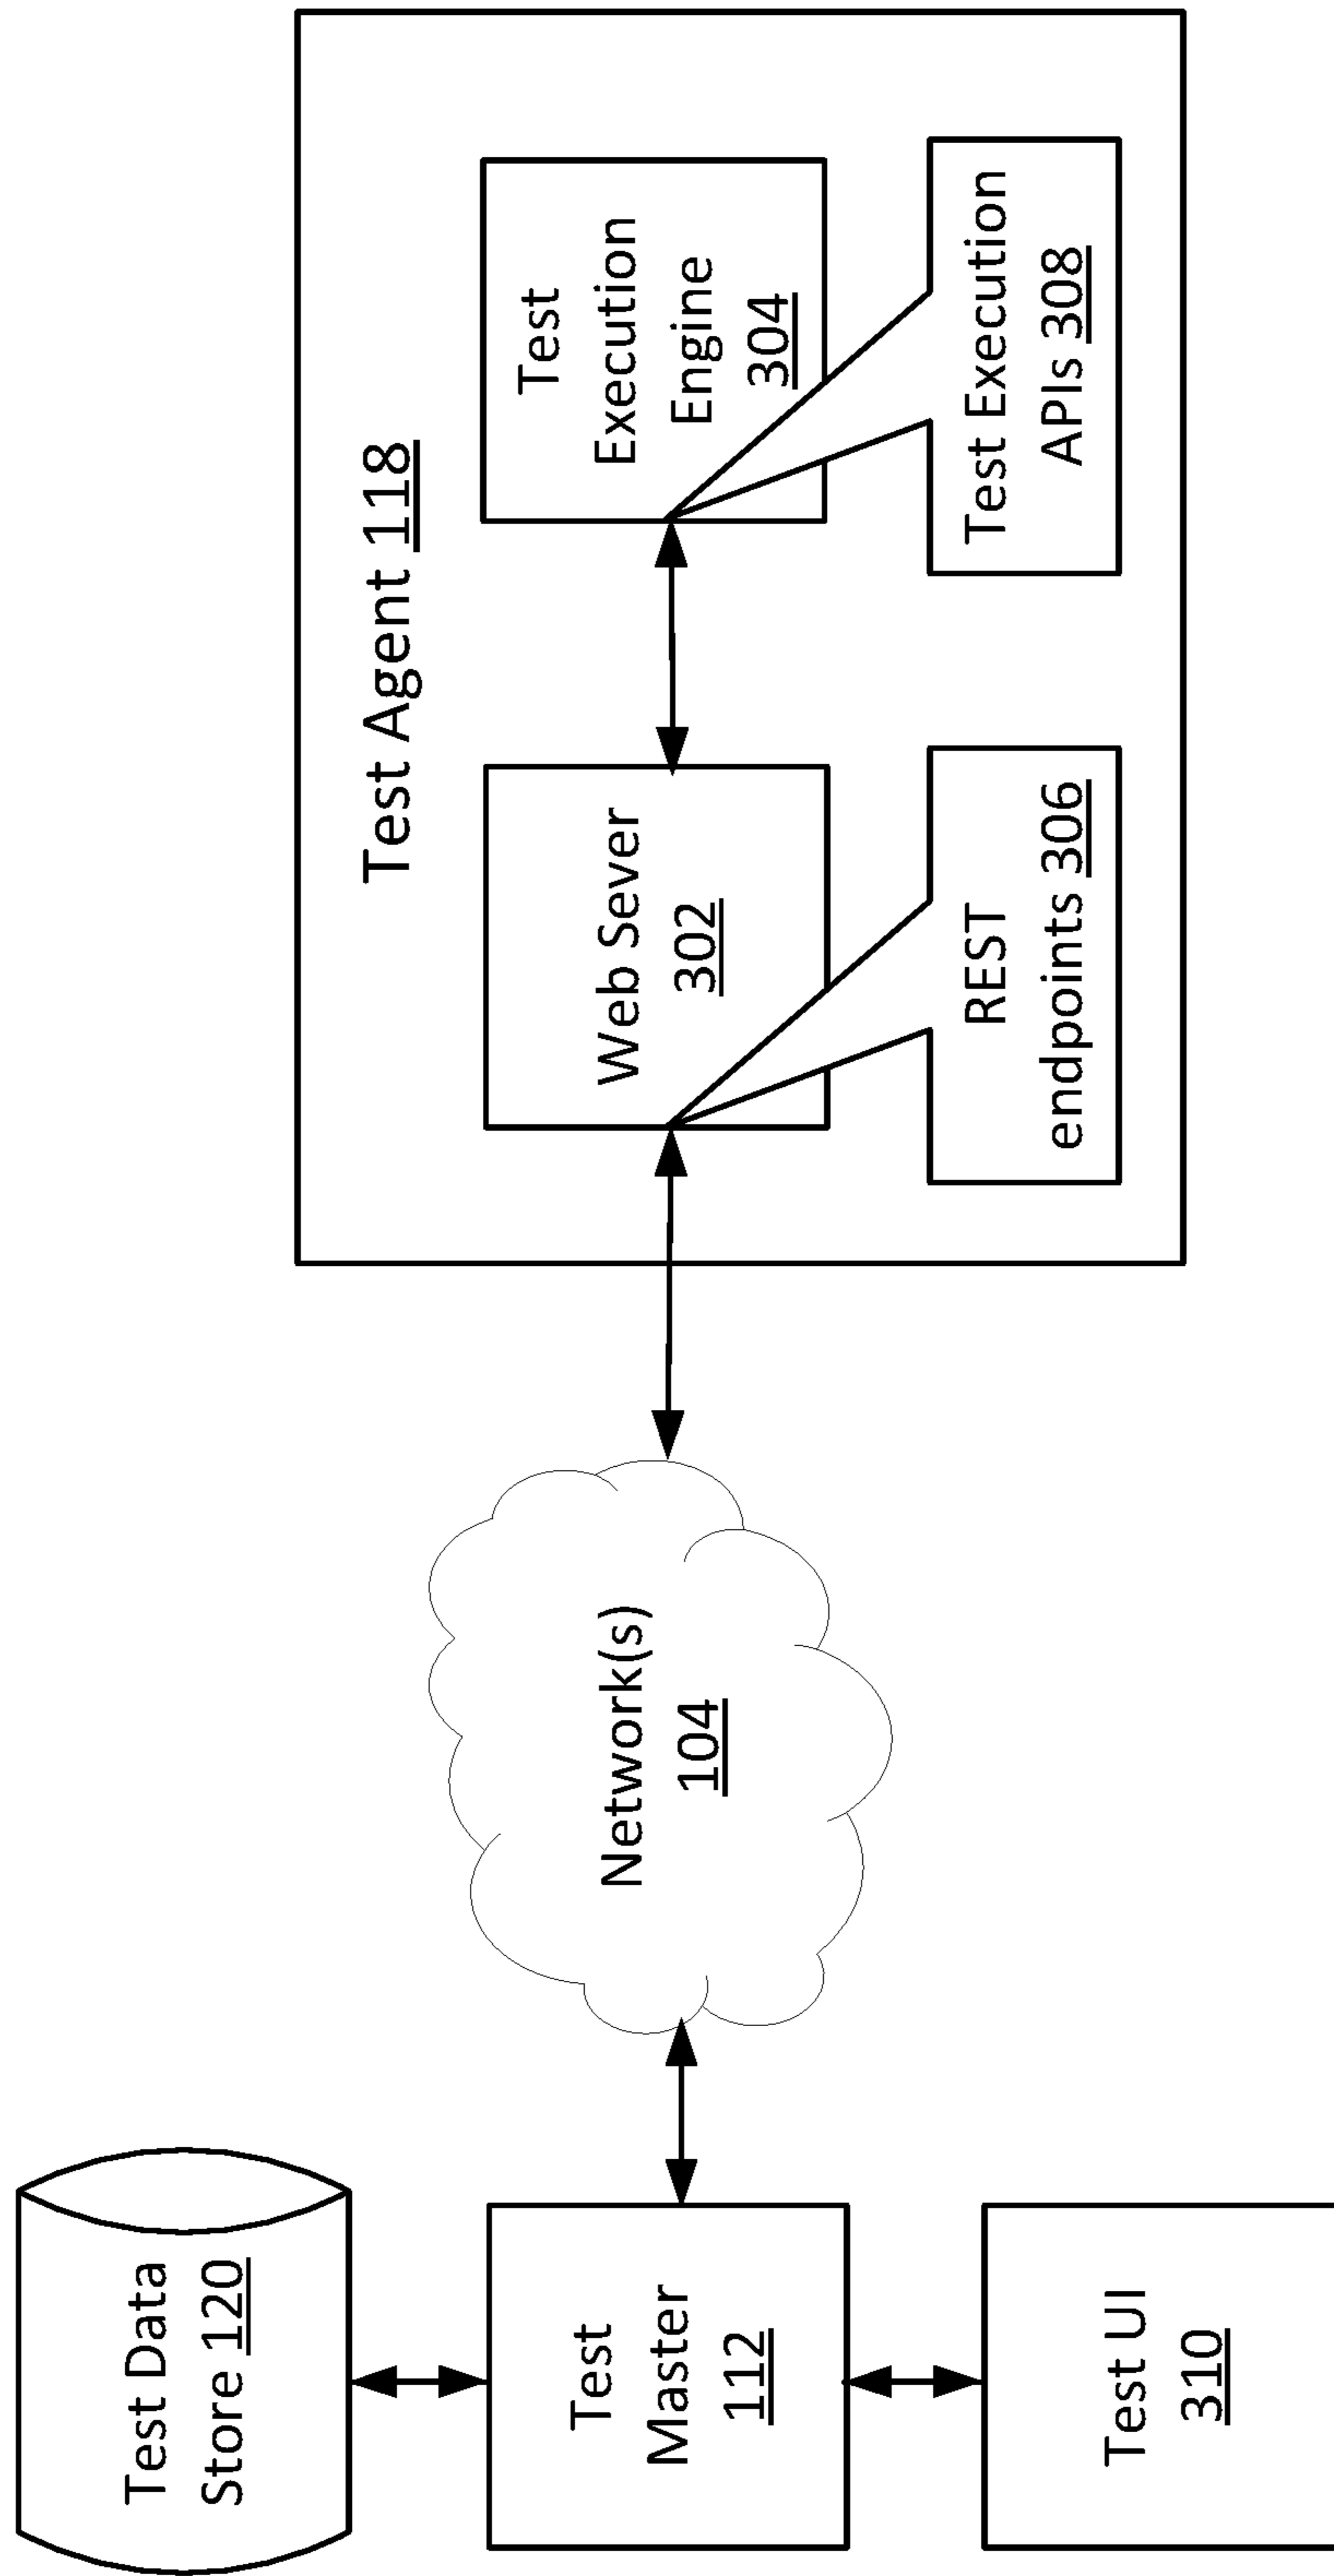 Test Data
Store 120
Test
Master
112
Test UI
310
Network(s)
104
Test Agent 118
Web Sever
302
REST
endpoints 306
Test
Execution
Engine
304
Test Execution
APIs 308